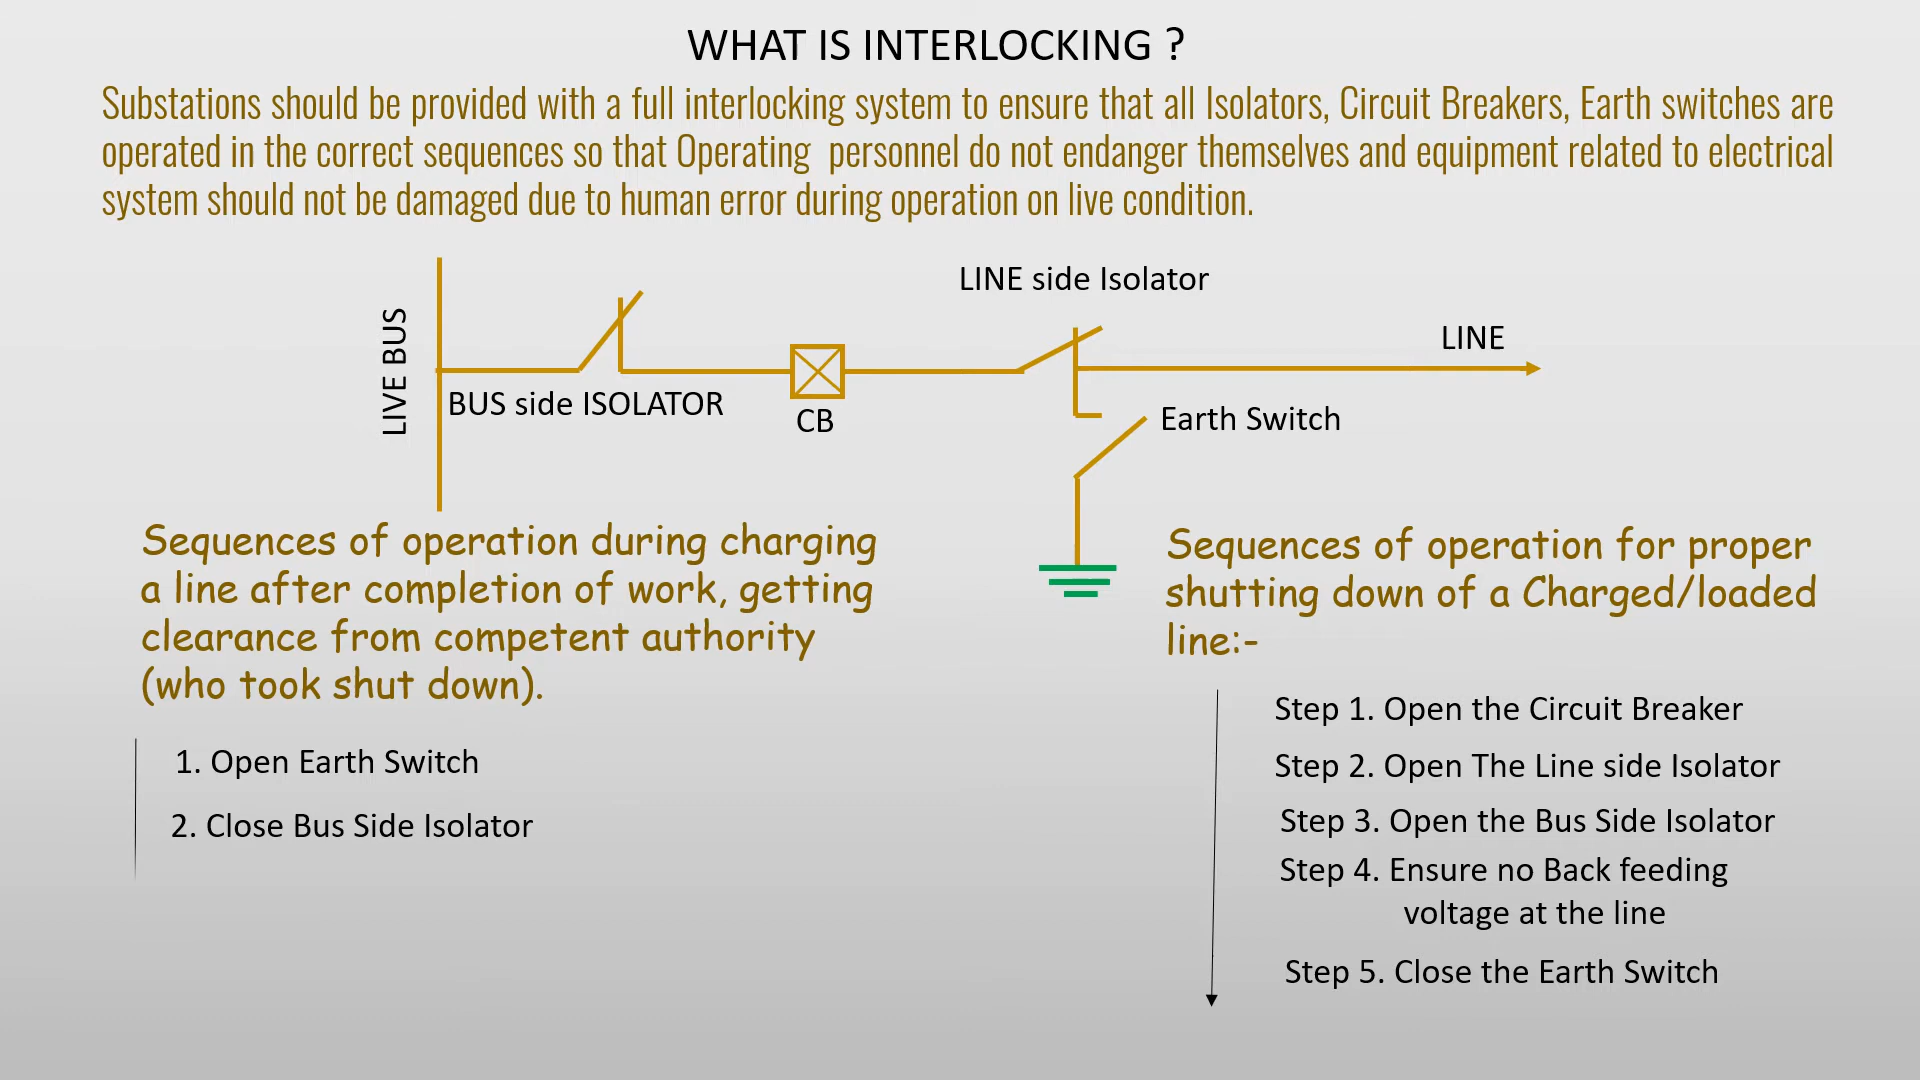 WHAT IS INTERLOCKING ?
Substations should be provided with a full interlocking system to ensure that all Isolators, Circuit Breakers, Earth switches are
operated in the correct sequences so that Operating personnel do not endanger themselves and equipment related to electrical
system should not be damaged due to human error during operation on live condition.
LIVE BUS
BUS side ISOLATOR
CB
LINE side Isolator
LINE
Earth Switch
Sequences of operation during charging
a line after completion of work, getting
clearance from competent authority
(who took shut down).
1. Open Earth Switch
2. Close Bus Side Isolator
Sequences of operation for proper
shutting down of a Charged/loaded
line:-
Step 1. Open the Circuit Breaker
Step 2. Open The Line side Isolator
Step 3. Open the Bus Side Isolator
Step 4. Ensure no Back feeding
voltage at the line
Step 5. Close the Earth Switch